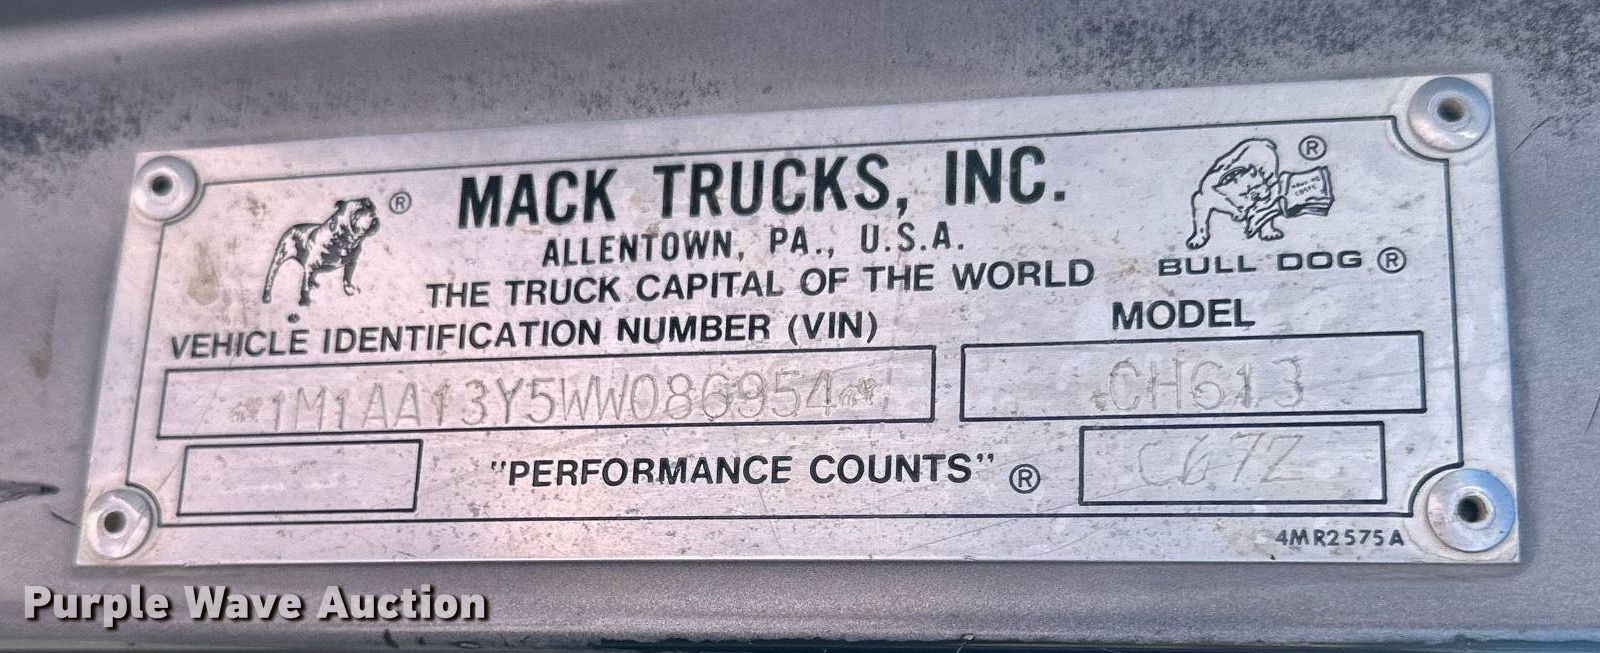 MACK TRUCKS, INC.
®
®
ALLENTOWN, PA., U.S.A.
BULL DOG ®
THE TRUCK CAPITAL OF THE WORLD
VEHICLE IDENTIFICATION NUMBER (VIN)
MODEL
1M1AA13Y5WW086954
CH613
"PERFORMANCE COUNTS" ®
C67Z
4MR2575A
Purple Wave Auction